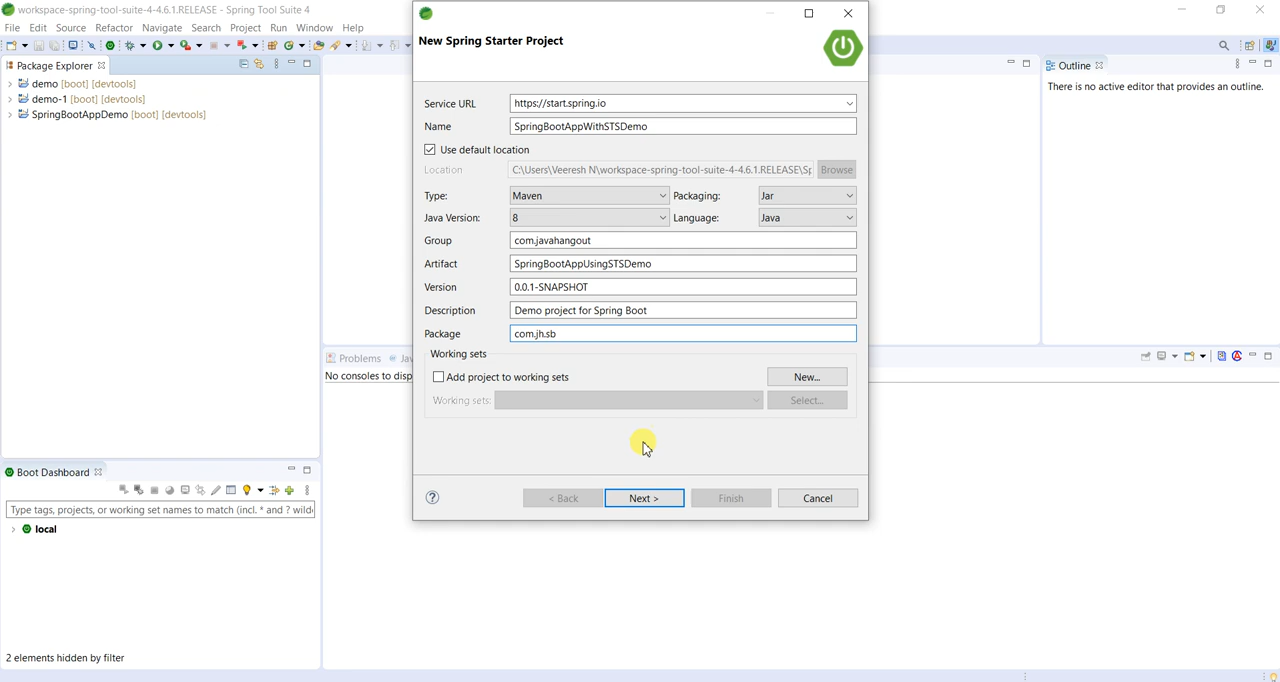 workspace-spring-tool-suite-4-4.6.1.RELEASE - Spring Tool Suite 4
File Edit Source Refactor Navigate Search Project Run Window Help
Package Explorer
demo [boot] [devtools]
demo-1 [boot] [devtools]
SpringBootAppDemo [boot] [devtools]
New Spring Starter Project
Service URL https://start.spring.io
Name SpringBootAppWithSTSDemo
Use default location
Location C:\Users\Veeresh N\workspace-spring-tool-suite-4-4.6.1.RELEASE\Sp Browse
Type: Maven Packaging: Jar
Java Version: 8 Language: Java
Group com.javahangout
Artifact SpringBootAppUsingSTSDemo
Version 0.0.1-SNAPSHOT
Description Demo project for Spring Boot
Package com.jh.sb
Working sets
Add project to working sets New...
Working sets: Select...
? < Back Next > Finish Cancel
Outline
There is no active editor that provides an outline.
Problems Jav
No consoles to disp
Boot Dashboard
Type tags, projects, or working set names to match (incl. * and ? wild
local
2 elements hidden by filter